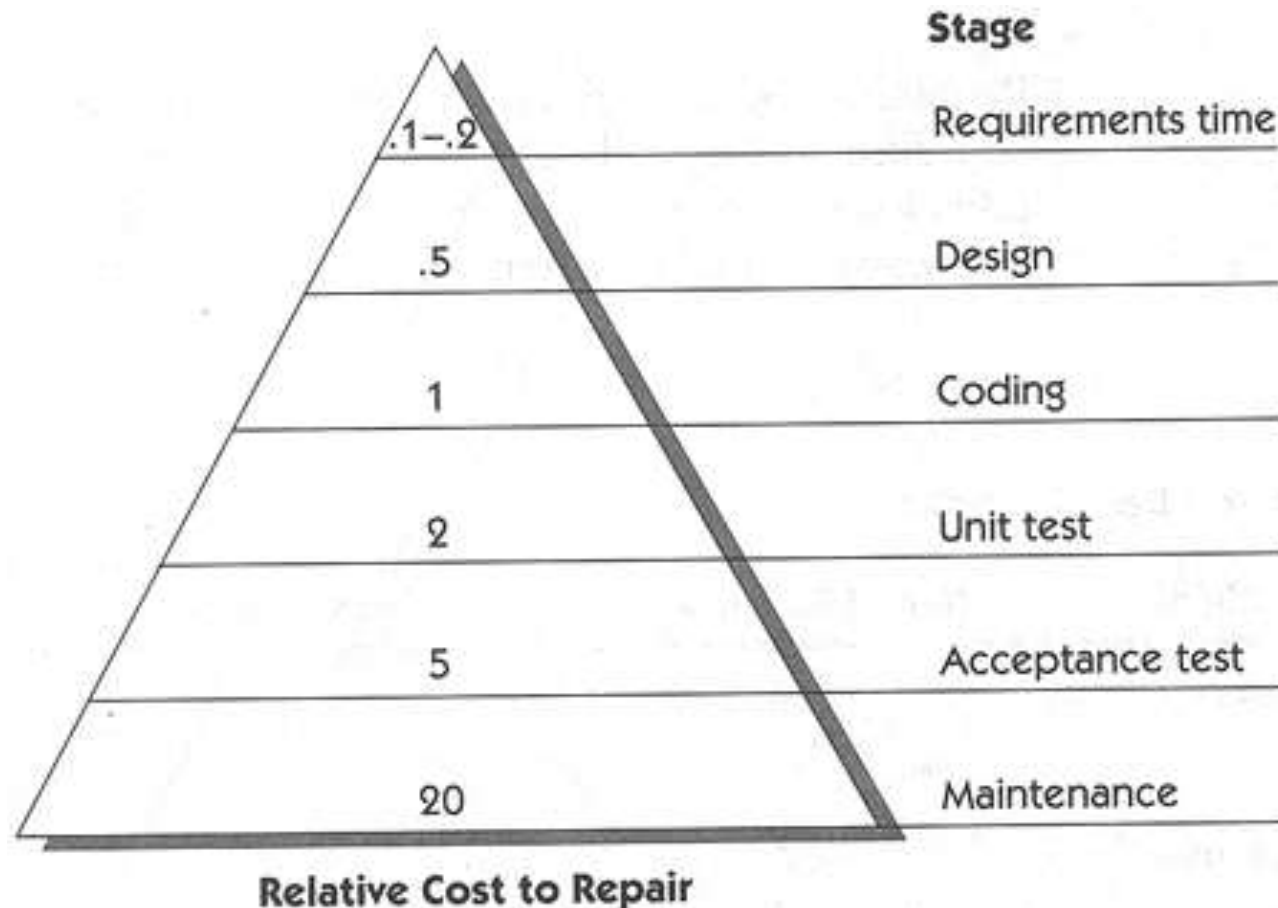 Stage
.1–.2 Requirements time
.5 Design
1 Coding
2 Unit test
5 Acceptance test
20 Maintenance
Relative Cost to Repair